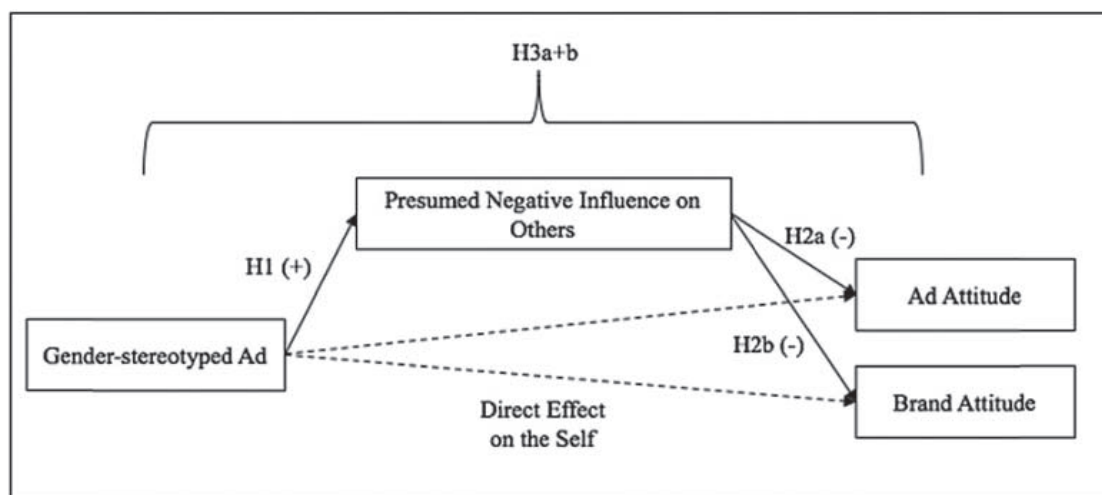 H3a+b
Presumed Negative Influence on
Others
H2a (-)
H1 (+)
Ad Attitude
Gender-stereotyped Ad
H2b (-)
Brand Attitude
Direct Effect
on the Self